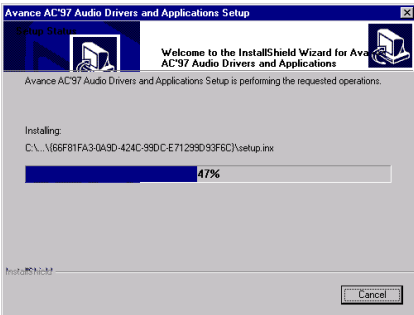 Avance AC'97 Audio Drivers and Applications Setup
Setup Status
Welcome to the InstallShield Wizard for Ava
AC'97 Audio Drivers and Applications
Avance AC'97 Audio Drivers and Applications Setup is performing the requested operations.
Installing:
C:\...\{66F81FA3-0A9D-424C-99DC-E71299D93F6C}\setup.inx
47%
InstallShield
Cancel